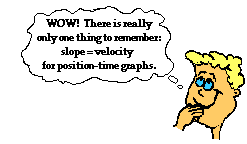 WOW!  There is really
only one thing to remember:
slope = velocity
for position-time graphs.